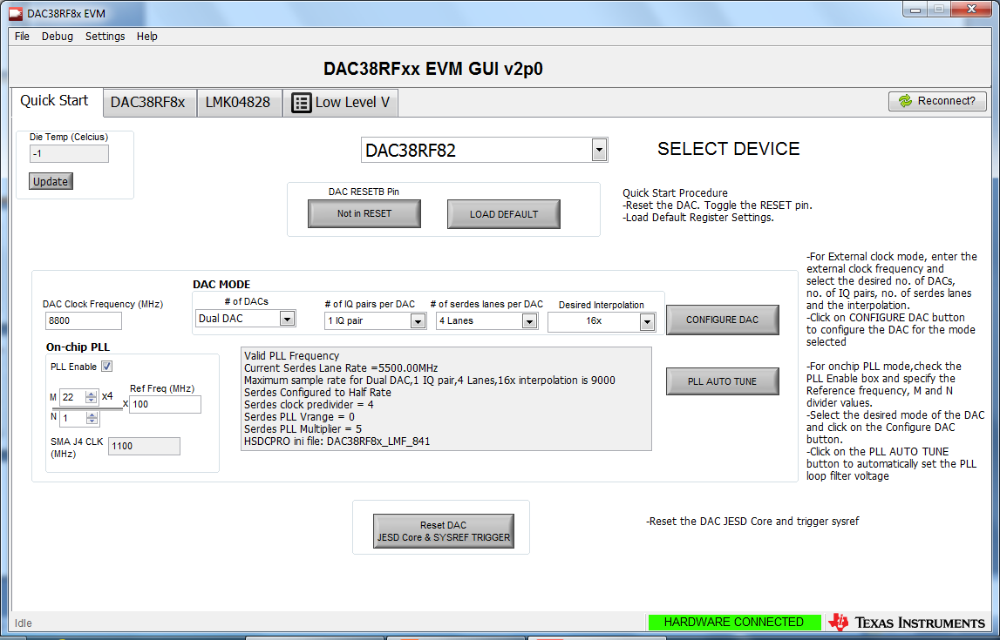 DAC38RF8x EVM
File Debug Settings Help
DAC38RFxx EVM GUI v2p0
Quick Start DAC38RF8x LMK04828 Low Level V Reconnect?
Die Temp (Celcius)
-1
Update
DAC38RF82
SELECT DEVICE
DAC RESETB Pin
Not in RESET LOAD DEFAULT
Quick Start Procedure
-Reset the DAC. Toggle the RESET pin.
-Load Default Register Settings.
DAC Clock Frequency (MHz)
8800
DAC MODE
# of DACs
Dual DAC
# of IQ pairs per DAC
1 IQ pair
# of serdes lanes per DAC
4 Lanes
Desired Interpolation
16x
CONFIGURE DAC
On-chip PLL
PLL Enable
M 22 x4
N 1
x
Ref Freq (MHz)
100
SMA J4 CLK
(MHz)
1100
Valid PLL Frequency
Current Serdes Lane Rate =5500.00MHz
Maximum sample rate for Dual DAC,1 IQ pair,4 Lanes,16x interpolation is 9000
Serdes Configured to Half Rate
Serdes clock predivider = 4
Serdes PLL Vrange = 0
Serdes PLL Multiplier = 5
HSDCPRO ini file: DAC38RF8x_LMF_841
PLL AUTO TUNE
-For External clock mode, enter the
external clock frequency and
select the desired no. of DACs,
no. of IQ pairs, no. of serdes lanes
and the interpolation.
-Click on CONFIGURE DAC button
to configure the DAC for the mode
selected
-For onchip PLL mode,check the
PLL Enable box and specify the
Reference frequency, M and N
divider values.
-Select the desired mode of the DAC
and click on the Configure DAC
button.
-Click on the PLL AUTO TUNE
button to automatically set the PLL
loop filter voltage
Reset DAC
JESD Core & SYSREF TRIGGER
-Reset the DAC JESD Core and trigger sysref
Idle
HARDWARE CONNECTED
TEXAS INSTRUMENTS